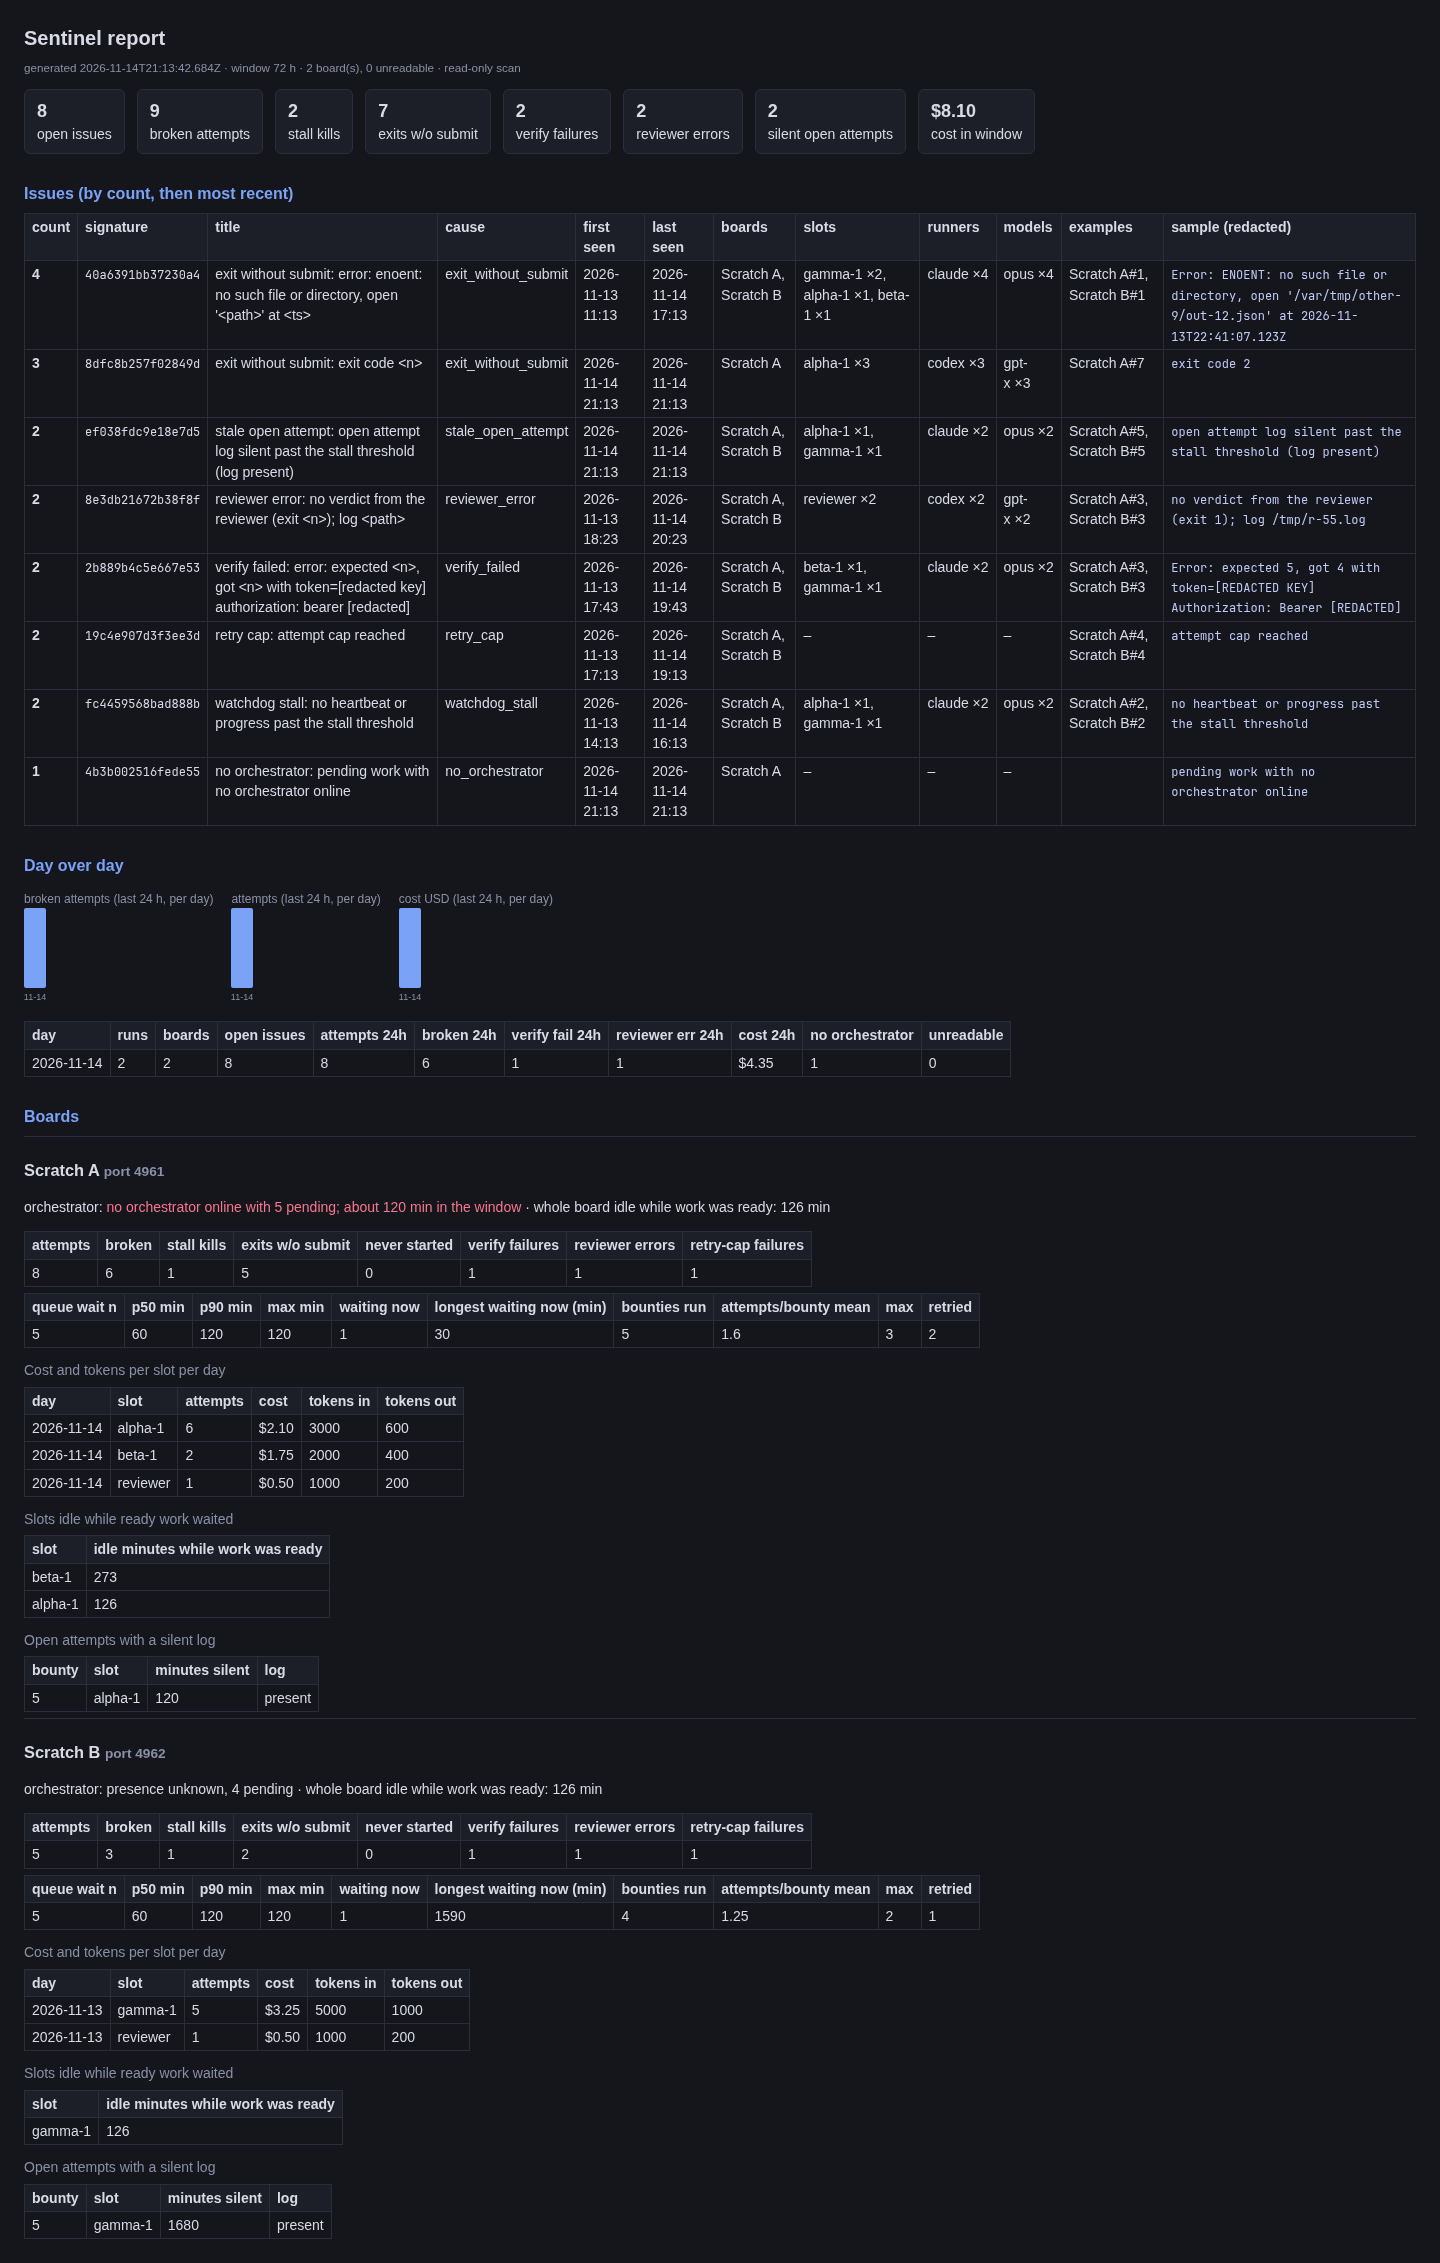 Sentinel report
generated 2026-11-14T21:13:42.684Z · window 72 h · 2 board(s), 0 unreadable · read-only scan
8 9 2 7 2 2 2 $8.10
open issues broken attempts stall kills exits w/o submit verify failures reviewer errors silent open attempts cost in window
Issues (by count, then most recent)
count signature title cause first seen last seen boards slots runners models examples sample (redacted)
4 40a6391bb37230a4 exit without submit: error: enoent: no such file or directory, open '<path>' at <ts> exit_without_submit 2026-11-13 11:13 2026-11-14 17:13 Scratch A, Scratch B gamma-1 ×2, alpha-1 ×1, beta-1 ×1 claude ×4 opus ×4 Scratch A#1, Scratch B#1 Error: ENOENT: no such file or directory, open '/var/tmp/other-9/out-12.json' at 2026-11-13T22:41:07.123Z
3 8dfc8b257f02849d exit without submit: exit code <n> exit_without_submit 2026-11-14 21:13 2026-11-14 21:13 Scratch A alpha-1 ×3 codex ×3 gpt-x ×3 Scratch A#7 exit code 2
2 ef038fdc9e18e7d5 stale open attempt: open attempt log silent past the stall threshold (log present) stale_open_attempt 2026-11-14 21:13 2026-11-14 21:13 Scratch A, Scratch B alpha-1 ×1, gamma-1 ×1 claude ×2 opus ×2 Scratch A#5, Scratch B#5 open attempt log silent past the stall threshold (log present)
2 8e3db21672b38f8f reviewer error: no verdict from the reviewer (exit <n>); log <path> reviewer_error 2026-11-13 18:23 2026-11-14 20:23 Scratch A, Scratch B reviewer ×2 codex ×2 gpt-x ×2 Scratch A#3, Scratch B#3 no verdict from the reviewer (exit 1); log /tmp/r-55.log
2 2b889b4c5e667e53 verify failed: error: expected <n>, got <n> with token=[redacted key] authorization: bearer [redacted] verify_failed 2026-11-13 17:43 2026-11-14 19:43 Scratch A, Scratch B beta-1 ×1, gamma-1 ×1 claude ×2 opus ×2 Scratch A#3, Scratch B#3 Error: expected 5, got 4 with token=[REDACTED KEY] Authorization: Bearer [REDACTED]
2 19c4e907d3f3ee3d retry cap: attempt cap reached retry_cap 2026-11-13 17:13 2026-11-14 19:13 Scratch A, Scratch B – – – Scratch A#4, Scratch B#4 attempt cap reached
2 fc4459568bad888b watchdog stall: no heartbeat or progress past the stall threshold watchdog_stall 2026-11-13 14:13 2026-11-14 16:13 Scratch A, Scratch B alpha-1 ×1, gamma-1 ×1 claude ×2 opus ×2 Scratch A#2, Scratch B#2 no heartbeat or progress past the stall threshold
1 4b3b002516fede55 no orchestrator: pending work with no orchestrator online no_orchestrator 2026-11-14 21:13 2026-11-14 21:13 Scratch A – – – pending work with no orchestrator online
Day over day
broken attempts (last 24 h, per day) attempts (last 24 h, per day) cost USD (last 24 h, per day)
11-14 11-14 11-14
day runs boards open issues attempts 24h broken 24h verify fail 24h reviewer err 24h cost 24h no orchestrator unreadable
2026-11-14 2 2 8 8 6 1 1 $4.35 1 0
Boards
Scratch A port 4961
orchestrator: no orchestrator online with 5 pending; about 120 min in the window · whole board idle while work was ready: 126 min
attempts broken stall kills exits w/o submit never started verify failures reviewer errors retry-cap failures
8 6 1 5 0 1 1 1
queue wait n p50 min p90 min max min waiting now longest waiting now (min) bounties run attempts/bounty mean max retried
5 60 120 120 1 30 5 1.6 3 2
Cost and tokens per slot per day
day slot attempts cost tokens in tokens out
2026-11-14 alpha-1 6 $2.10 3000 600
2026-11-14 beta-1 2 $1.75 2000 400
2026-11-14 reviewer 1 $0.50 1000 200
Slots idle while ready work waited
slot idle minutes while work was ready
beta-1 273
alpha-1 126
Open attempts with a silent log
bounty slot minutes silent log
5 alpha-1 120 present
Scratch B port 4962
orchestrator: presence unknown, 4 pending · whole board idle while work was ready: 126 min
attempts broken stall kills exits w/o submit never started verify failures reviewer errors retry-cap failures
5 3 1 2 0 1 1 1
queue wait n p50 min p90 min max min waiting now longest waiting now (min) bounties run attempts/bounty mean max retried
5 60 120 120 1 1590 4 1.25 2 1
Cost and tokens per slot per day
day slot attempts cost tokens in tokens out
2026-11-13 gamma-1 5 $3.25 5000 1000
2026-11-13 reviewer 1 $0.50 1000 200
Slots idle while ready work waited
slot idle minutes while work was ready
gamma-1 126
Open attempts with a silent log
bounty slot minutes silent log
5 gamma-1 1680 present